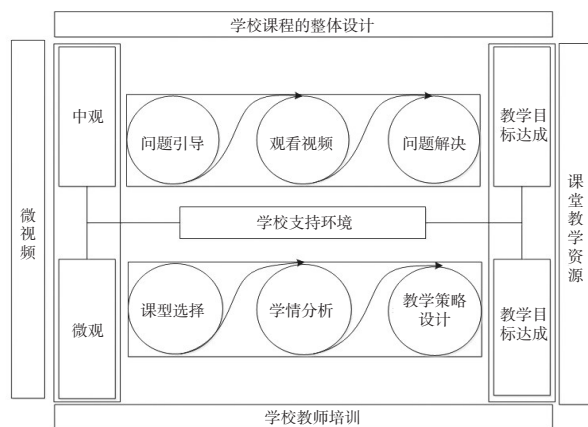 学校课程的整体设计
微视频
中观
问题引导
观看视频
问题解决
教学目
标达成
学校支持环境
课堂教学资源
微观
课型选择
学情分析
教学策略
设计
教学目
标达成
学校教师培训